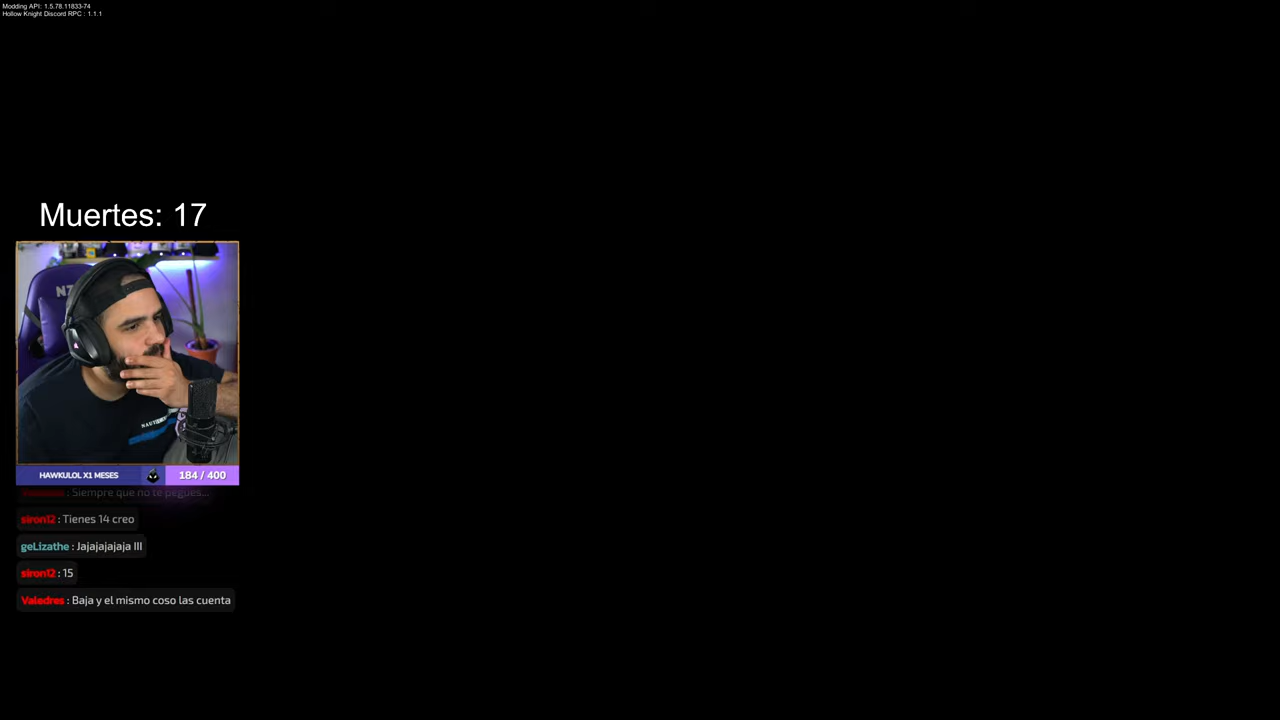 Modding API: 1.5.78.11833-74
Hollow Knight Discord RPC : 1.1.1
Muertes: 17
HAWKULOL X1 MESES
184 / 400
: Siempre que no te pegues...
siron12 : Tienes 14 creo
geLizathe : Jajajajajaja III
siron12 : 15
Valedres : Baja y el mismo coso las cuenta